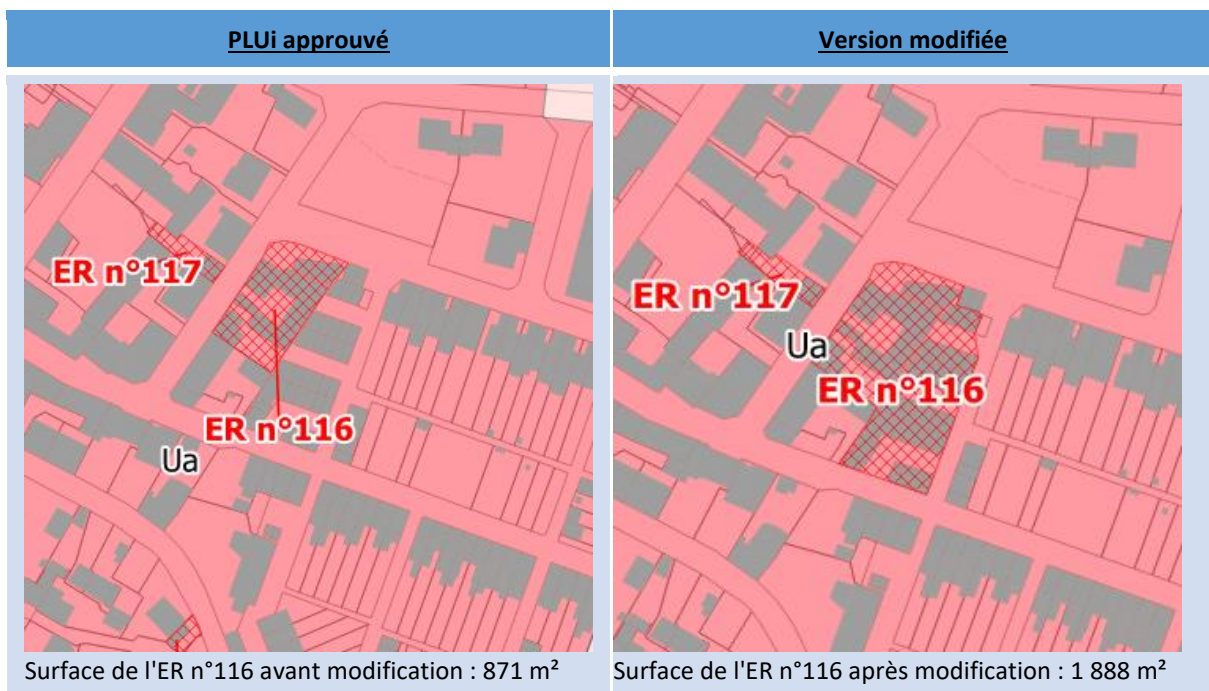 PLUi approuvé
Version modifiée
ER n°117
ER n°116
Ua
ER n°117
Ua
ER n°116
Surface de l'ER n°116 avant modification : 871 m²
Surface de l'ER n°116 après modification : 1 888 m²